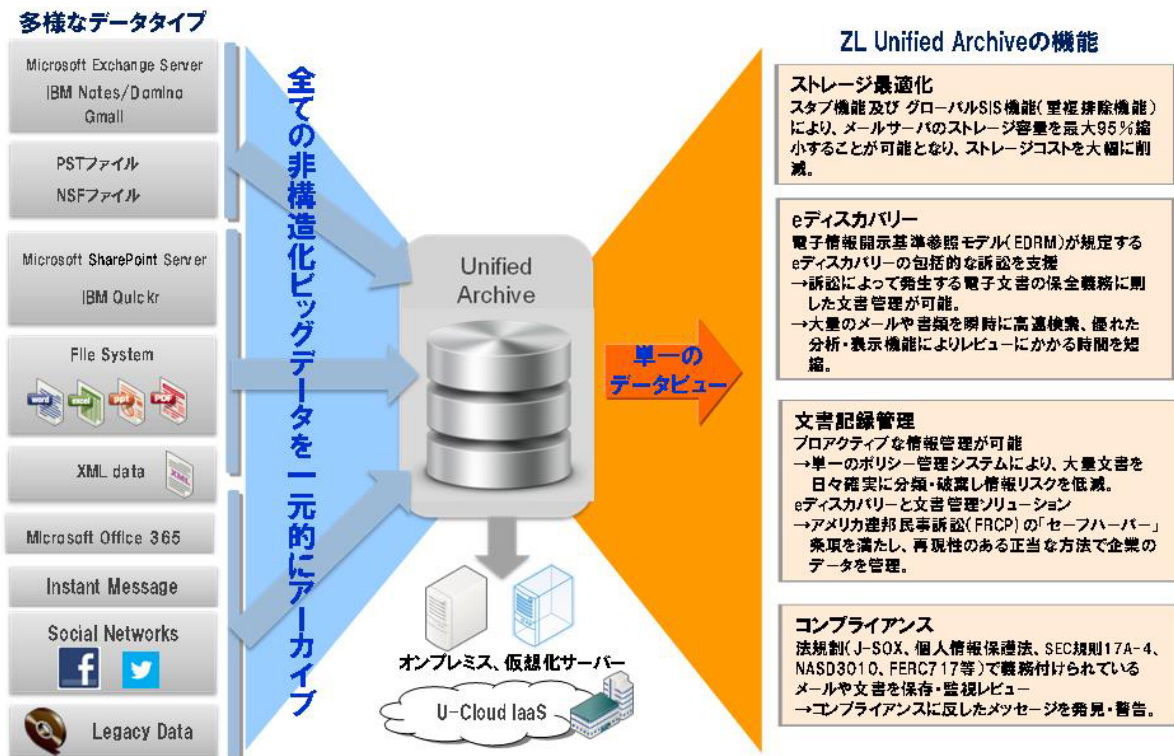 多様なデータタイプ
Microsoft Exchange Server
IBM Notes/Domino
Gmail
PSTファイル
NSFファイル
Microsoft SharePoint Server
IBM Quickr
File System
word
excel
ppt
PDF
XML data
XML
Microsoft Office 365
Instant Message
Social Networks
Legacy Data
全ての非構造化ビッグデータを一元的にアーカイブ
Unified
Archive
オンプレミス、仮想化サーバー
U-Cloud IaaS
単一の
データビュー
ZL Unified Archiveの機能
ストレージ最適化
スタブ機能及び グローバルSIS機能(重複排除機能)
により、メールサーバのストレージ容量を最大95%縮
小することが可能となり、ストレージコストを大幅に削
減。
eディスカバリー
電子情報開示基準参照モデル(EDRM)が規定する
eディスカバリーの包括的な訴訟を支援
→訴訟によって発生する電子文書の保全義務に則
した文書管理が可能。
→大量のメールや書類を瞬時に高速検索、優れた
分析・表示機能によりレビューにかかる時間を短
縮。
文書記録管理
プロアクティブな情報管理が可能
→単一のポリシー管理システムにより、大量文書を
日々確実に分類・破棄し情報リスクを低減。
eディスカバリーと文書管理ソリューション
→アメリカ連邦民事訴訟(FRCP)の「セーフハーバー」
条項を満たし、再現性のある正当な方法で企業の
データを管理。
コンプライアンス
法規制(J-SOX、個人情報保護法、SEC規則17A-4、
NASD3010、FERC717等)で義務付けられている
メールや文書を保存・監視レビュー
→コンプライアンスに反したメッセージを発見・警告。